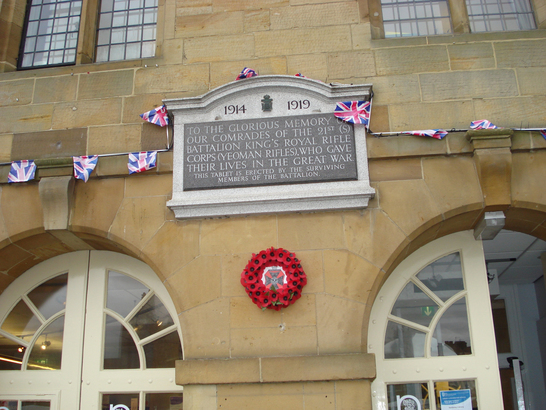 1914 1919
TO THE GLORIOUS MEMORY OF
OUR COMRADES OF THE 21ST (S)
BATTALION KING'S ROYAL RIFLE
CORPS (YEOMAN RIFLES) WHO GAVE
THEIR LIVES IN THE GREAT WAR
THIS TABLET IS ERECTED BY THE SURVIVING
MEMBERS OF THE BATTALION.